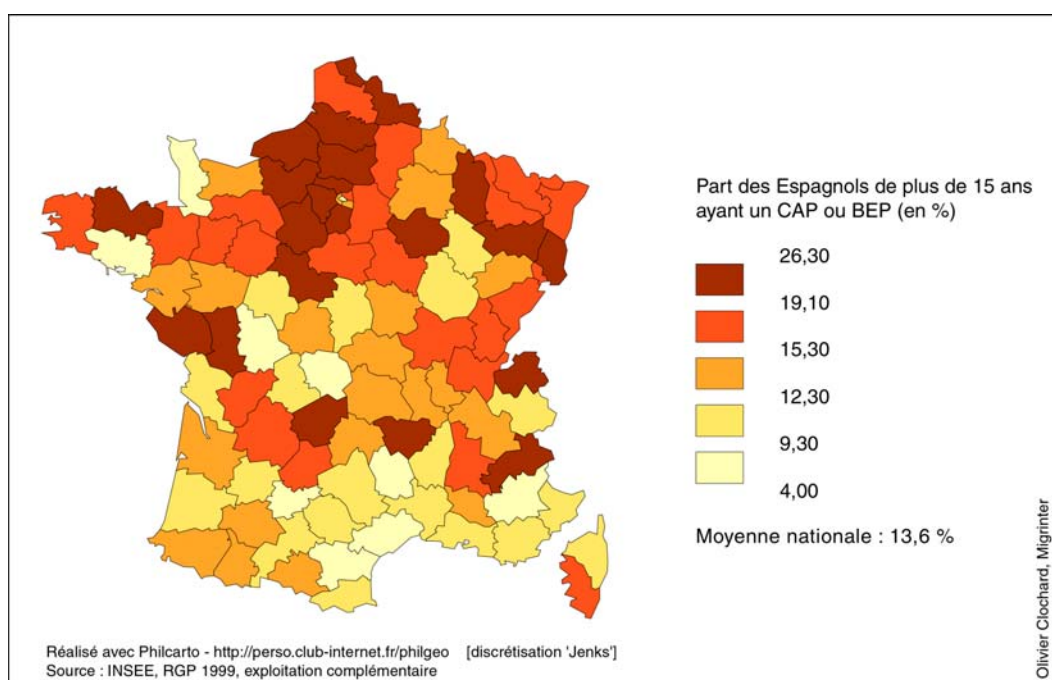 Part des Espagnols de plus de 15 ans
ayant un CAP ou BEP (en %)
26,30
19,10
15,30
12,30
9,30
4,00
Moyenne nationale : 13,6 %
Olivier Clochard, Migrinter
Réalisé avec Philcarto - http://perso.club-internet.fr/philgeo [discrétisation 'Jenks']
Source : INSEE, RGP 1999, exploitation complémentaire